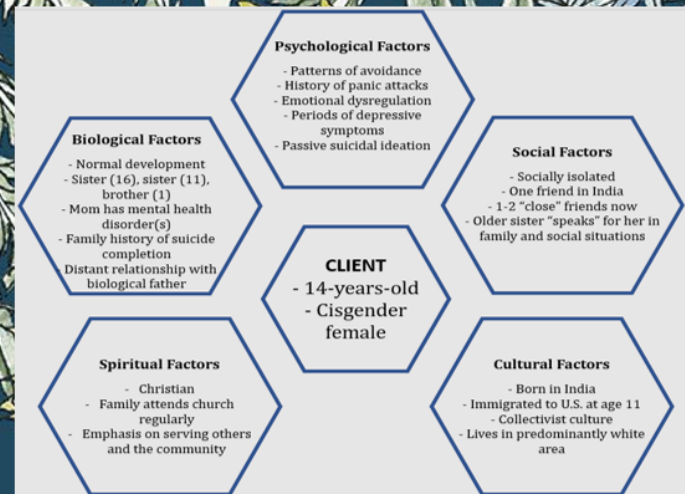 Psychological Factors
- Patterns of avoidance
- History of panic attacks
- Emotional dysregulation
- Periods of depressive
symptoms
- Passive suicidal ideation
Biological Factors
- Normal development
- Sister (16), sister (11),
brother (1)
- Mom has mental health
disorder(s)
- Family history of suicide
completion
- Distant relationship with
biological father
Social Factors
- Socially isolated
- One friend in India
- 1-2 "close" friends now
- Older sister "speaks" for her in
family and social situations
CLIENT
- 14-years-old
- Cisgender
female
Spiritual Factors
- Christian
- Family attends church
regularly
- Emphasis on serving others
and the community
Cultural Factors
- Born in India
- Immigrated to U.S. at age 11
- Collectivist culture
- Lives in predominantly white
area